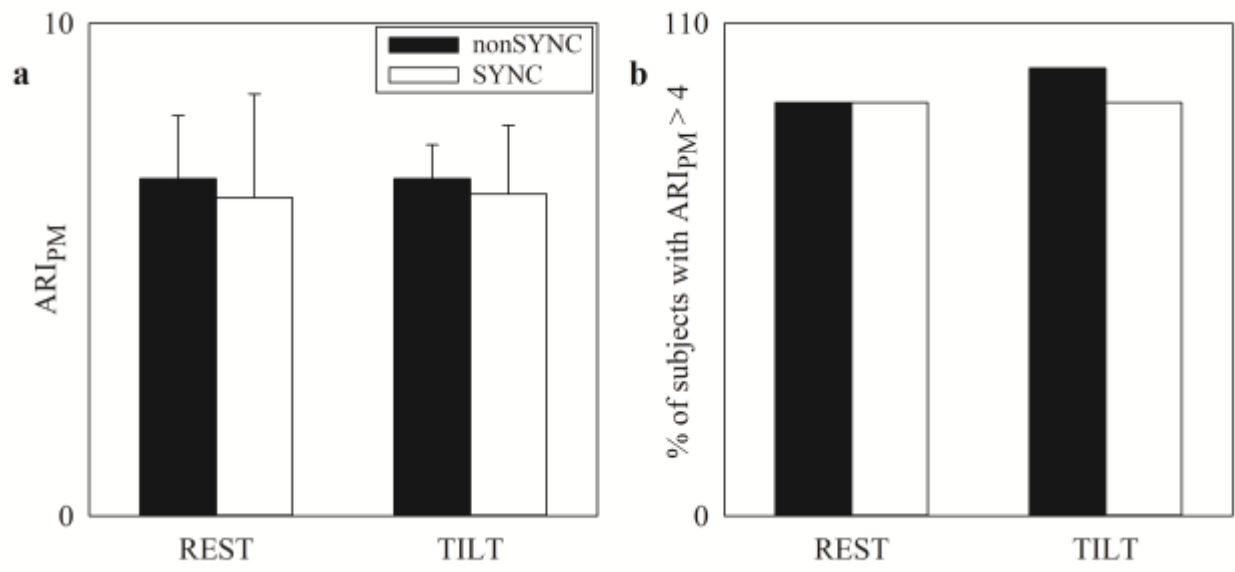 a
10
0
ARIPM
nonSYNC
SYNC
REST
TILT
b
110
0
% of subjects with ARIPM > 4
REST
TILT